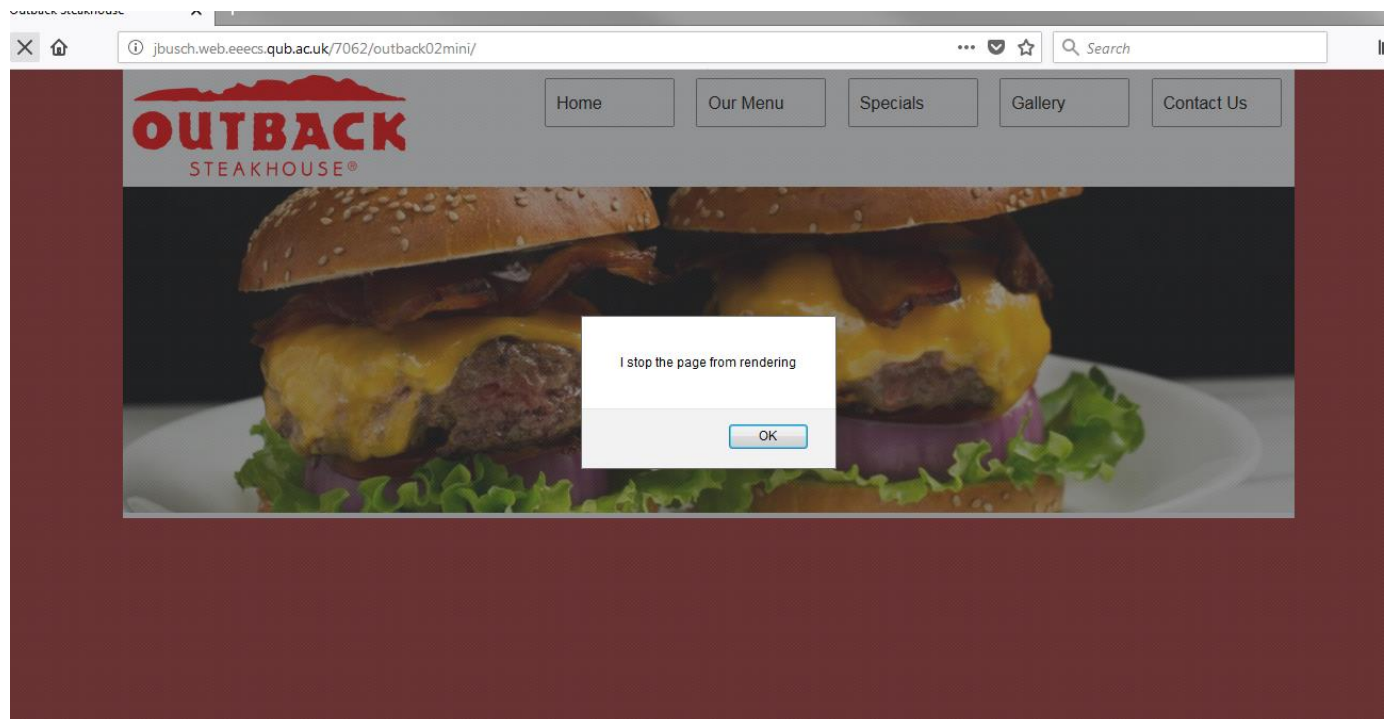 Outback Steakhouse
jbusch.web.eeecs.qub.ac.uk/7062/outback02mini/
Search
OUTBACK
STEAKHOUSE®
Home
Our Menu
Specials
Gallery
Contact Us
I stop the page from rendering
OK